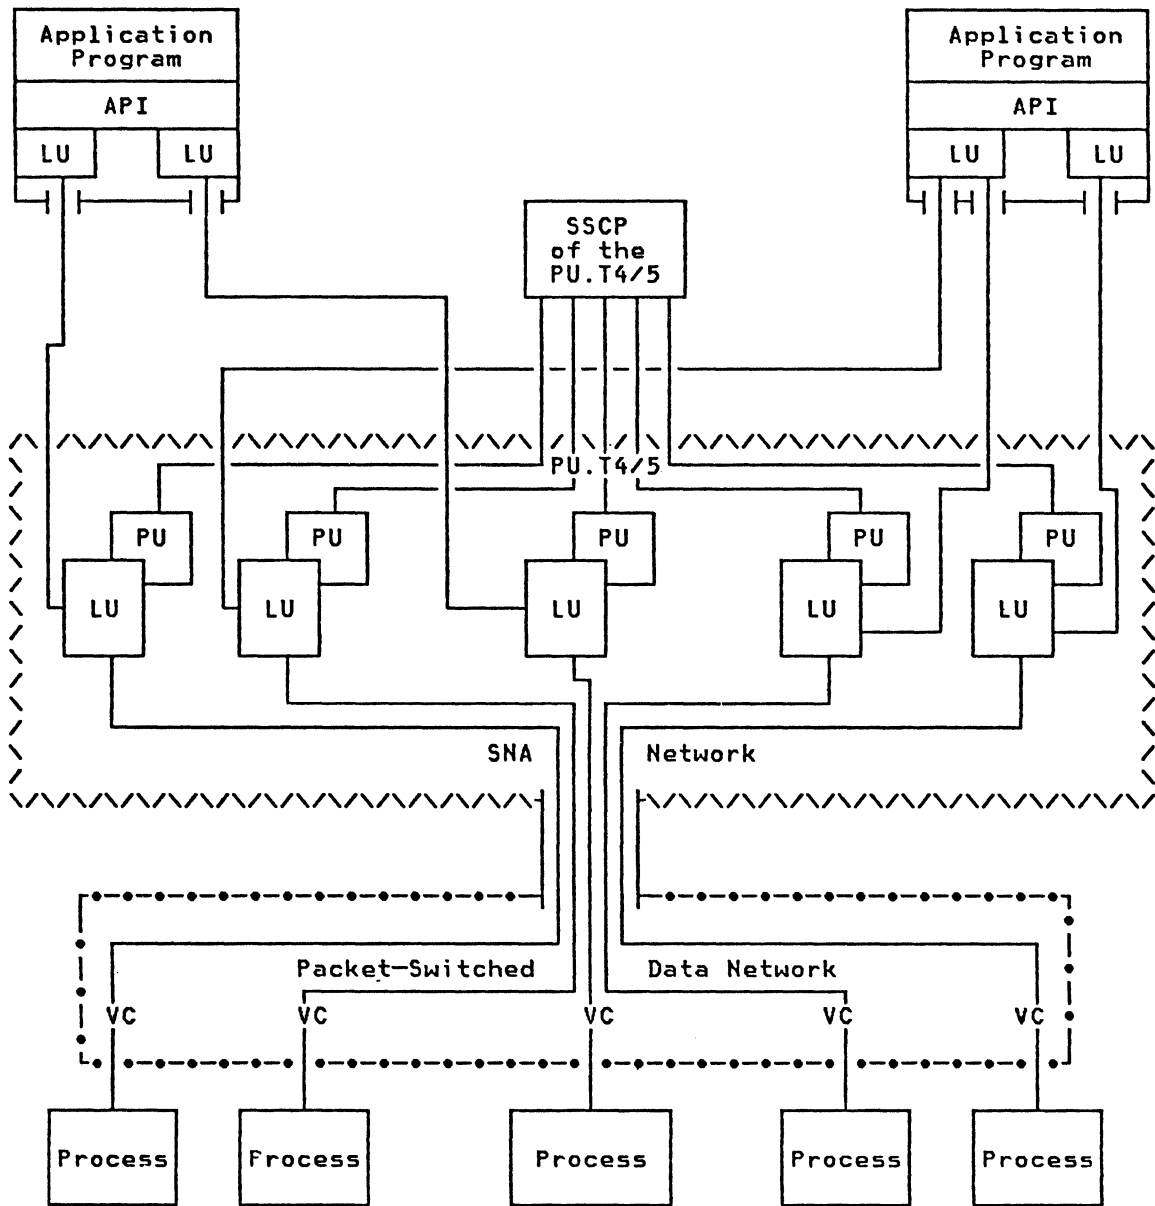 Application
Program
Application
Program
API
API
LU
LU
LU
LU
SSCP
of the
PU.T4/5
PU.T4/5
PU
PU
PU
PU
PU
LU
LU
LU
LU
LU
SNA
Network
Packet-Switched
Data Network
VC
VC
VC
VC
VC
Process
Frocess
Process
Process
Process